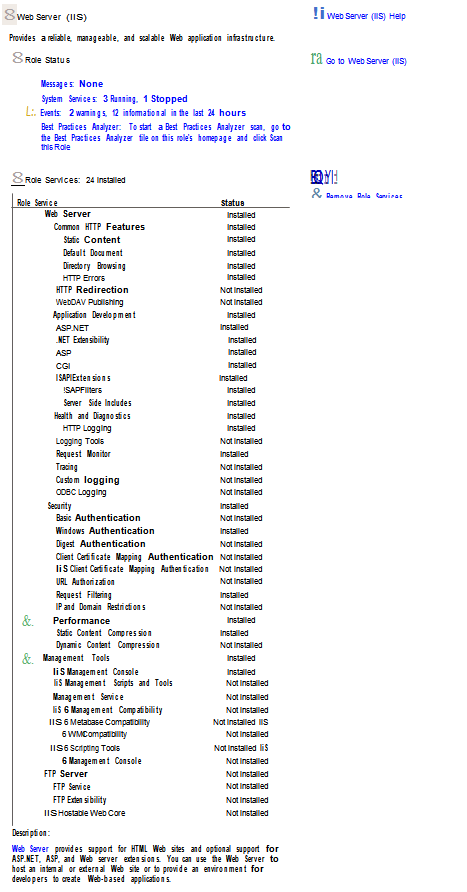 8 Web Server (IIS)
!i Web Server (IIS) Help
Provides a reliable, manageable, and scalable Web application infrastructure.
8 Role Status
ra Go to Web Server (IIS)
Messages: None
System Services: 3 Running, 1 Stopped
L:. Events: 2 warnings, 12 informational in the last 24 hours
Best Practices Analyzer: To start a Best Practices Analyzer scan, go to
the Best Practices Analyzer tile on this role's homepage and click Scan
this Role
8 Role Services: 24 Installed
& Remove Role Services
Role Service Status
Web Server Installed
Common HTTP Features Installed
Static Content Installed
Default Document Installed
Directory Browsing Installed
HTTP Errors Installed
HTTP Redirection Not Installed
WebDAV Publishing Not Installed
Application Development Installed
ASP.NET Installed
.NET Extensibility Installed
ASP Installed
CGI Installed
ISAPIExtensions Installed
!SAPFilters Installed
Server Side Includes Installed
Health and Diagnostics Installed
HTTP Logging Installed
Logging Tools Not Installed
Request Monitor Installed
Tracing Not Installed
Custom logging Not Installed
ODBC Logging Not Installed
Security Installed
Basic Authentication Not Installed
Windows Authentication Installed
Digest Authentication Not Installed
Client Certificate Mapping Authentication Not Installed
IiS Client Certificate Mapping Authentication Not Installed
URL Authorization Not Installed
Request Filtering Installed
IP and Domain Restrictions Not Installed
&. Performance Installed
Static Content Compression Installed
Dynamic Content Compression Not Installed
&. Management Tools Installed
IiS Management Console Installed
IiS Management Scripts and Tools Not Installed
Management Service Not Installed
IiS 6 Management Compatibility Not Installed
IIS 6 Metabase Compatibility Not Installed IIS
6 WMCompatibility Not Installed
IIS 6 Scripting Tools Not Installed IiS
6 Management Console Not Installed
FTP Server Not Installed
FTP Service Not Installed
FTP Extensibility Not Installed
IIS Hostable Web Core Not Installed
Description:
Web Server provides support for HTML Web sites and optional support for
ASP.NET, ASP, and Web server extensions. You can use the Web Server to
host an internal or external Web site or to provide an environment for
developers to create Web-based applications.